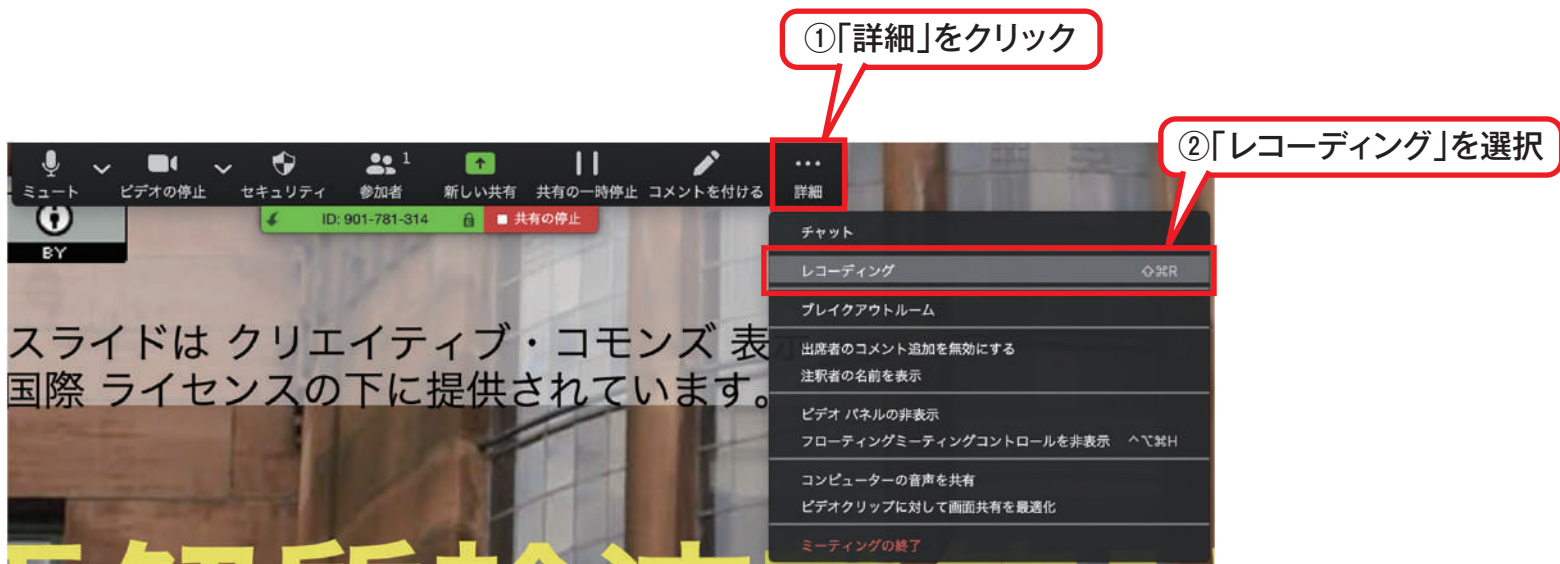 ①「詳細」をクリック
②「レコーディング」を選択
1
ミュート ビデオの停止 セキュリティ 参加者 新しい共有 共有の一時停止 コメントを付ける 詳細
ID: 901-781-314 共有の停止
BY
チャット
レコーディング ⇧⌘R
ブレイクアウトルーム
出席者のコメント追加を無効にする
注釈者の名前を表示
ビデオ パネルの非表示
フローティングミーティングコントロールを非表示 ^⌥⌘H
コンピューターの音声を共有
ビデオクリップに対して画面共有を最適化
ミーティングの終了
スライドは クリエイティブ・コモンズ 表示
国際 ライセンスの下に提供されています。